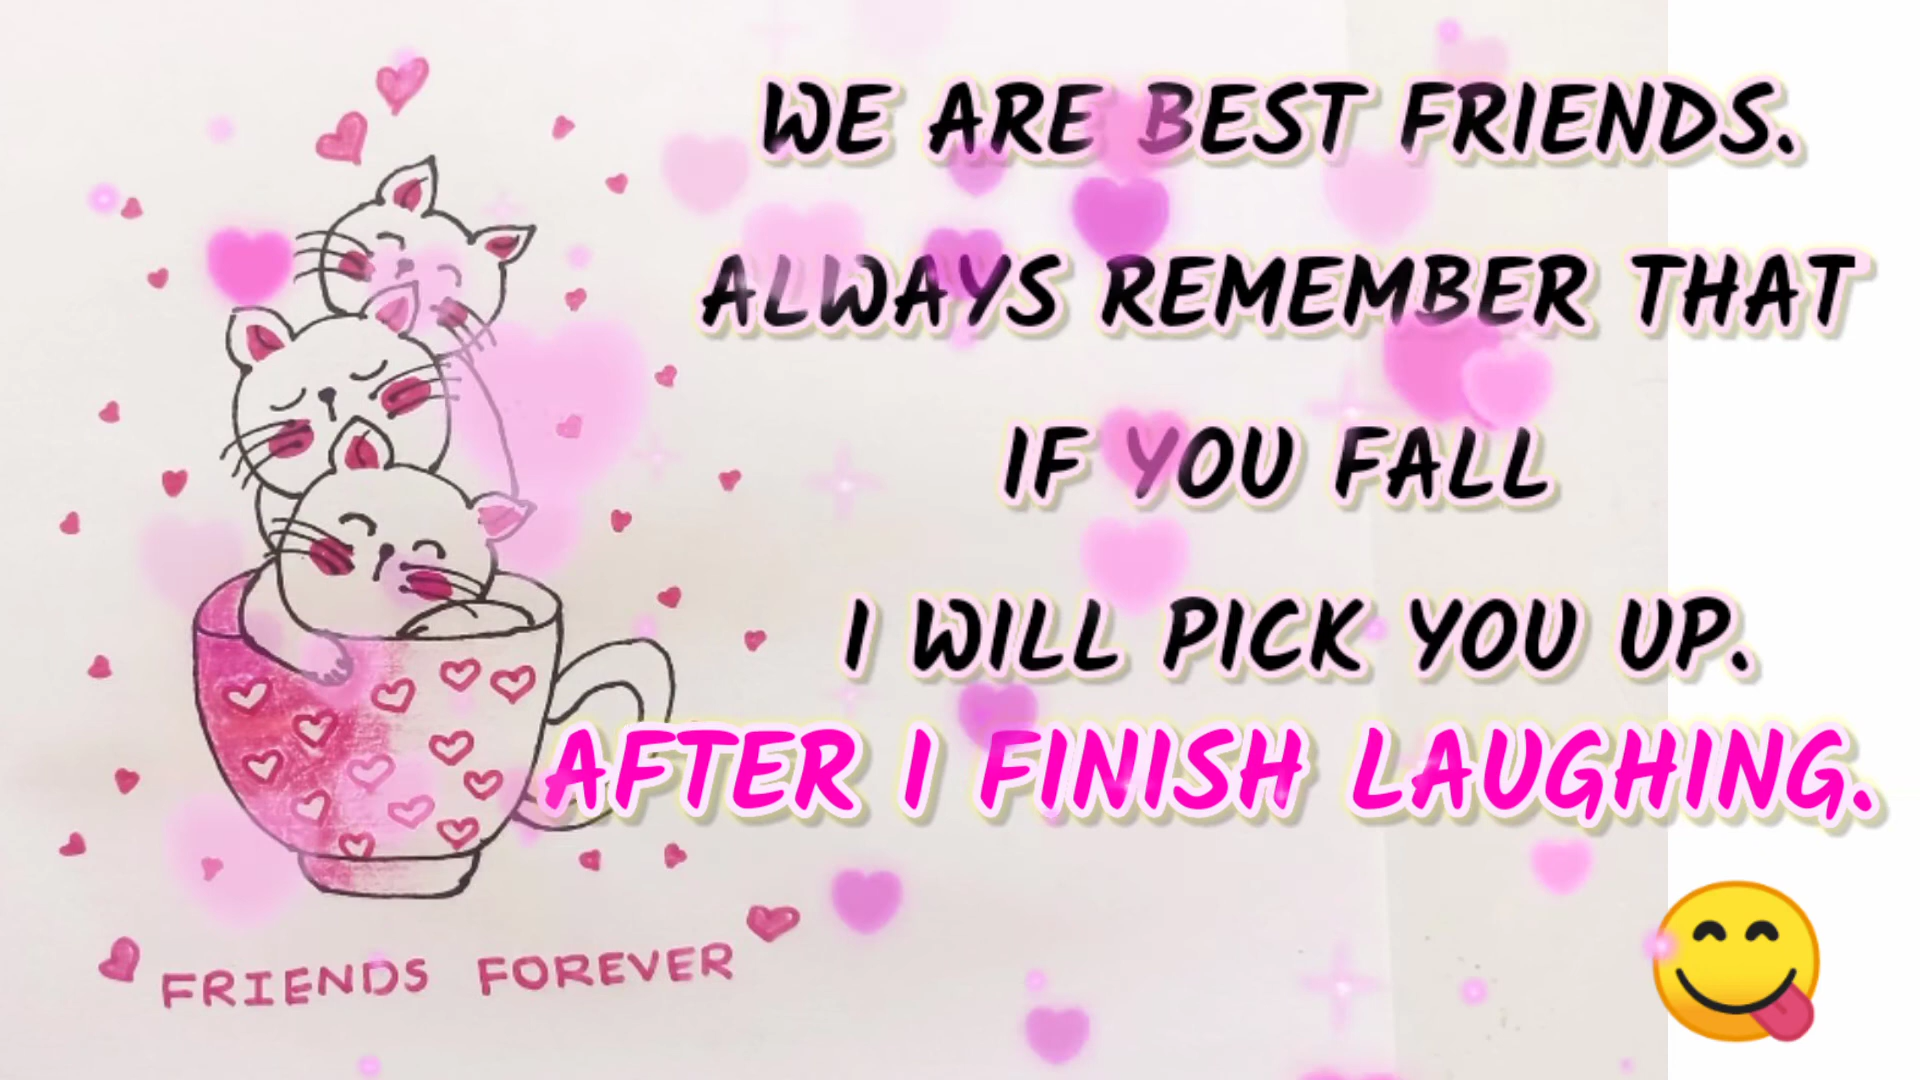 WE ARE BEST FRIENDS.
ALWAYS REMEMBER THAT
IF YOU FALL
I WILL PICK YOU UP.
AFTER I FINISH LAUGHING.
FRIENDS FOREVER